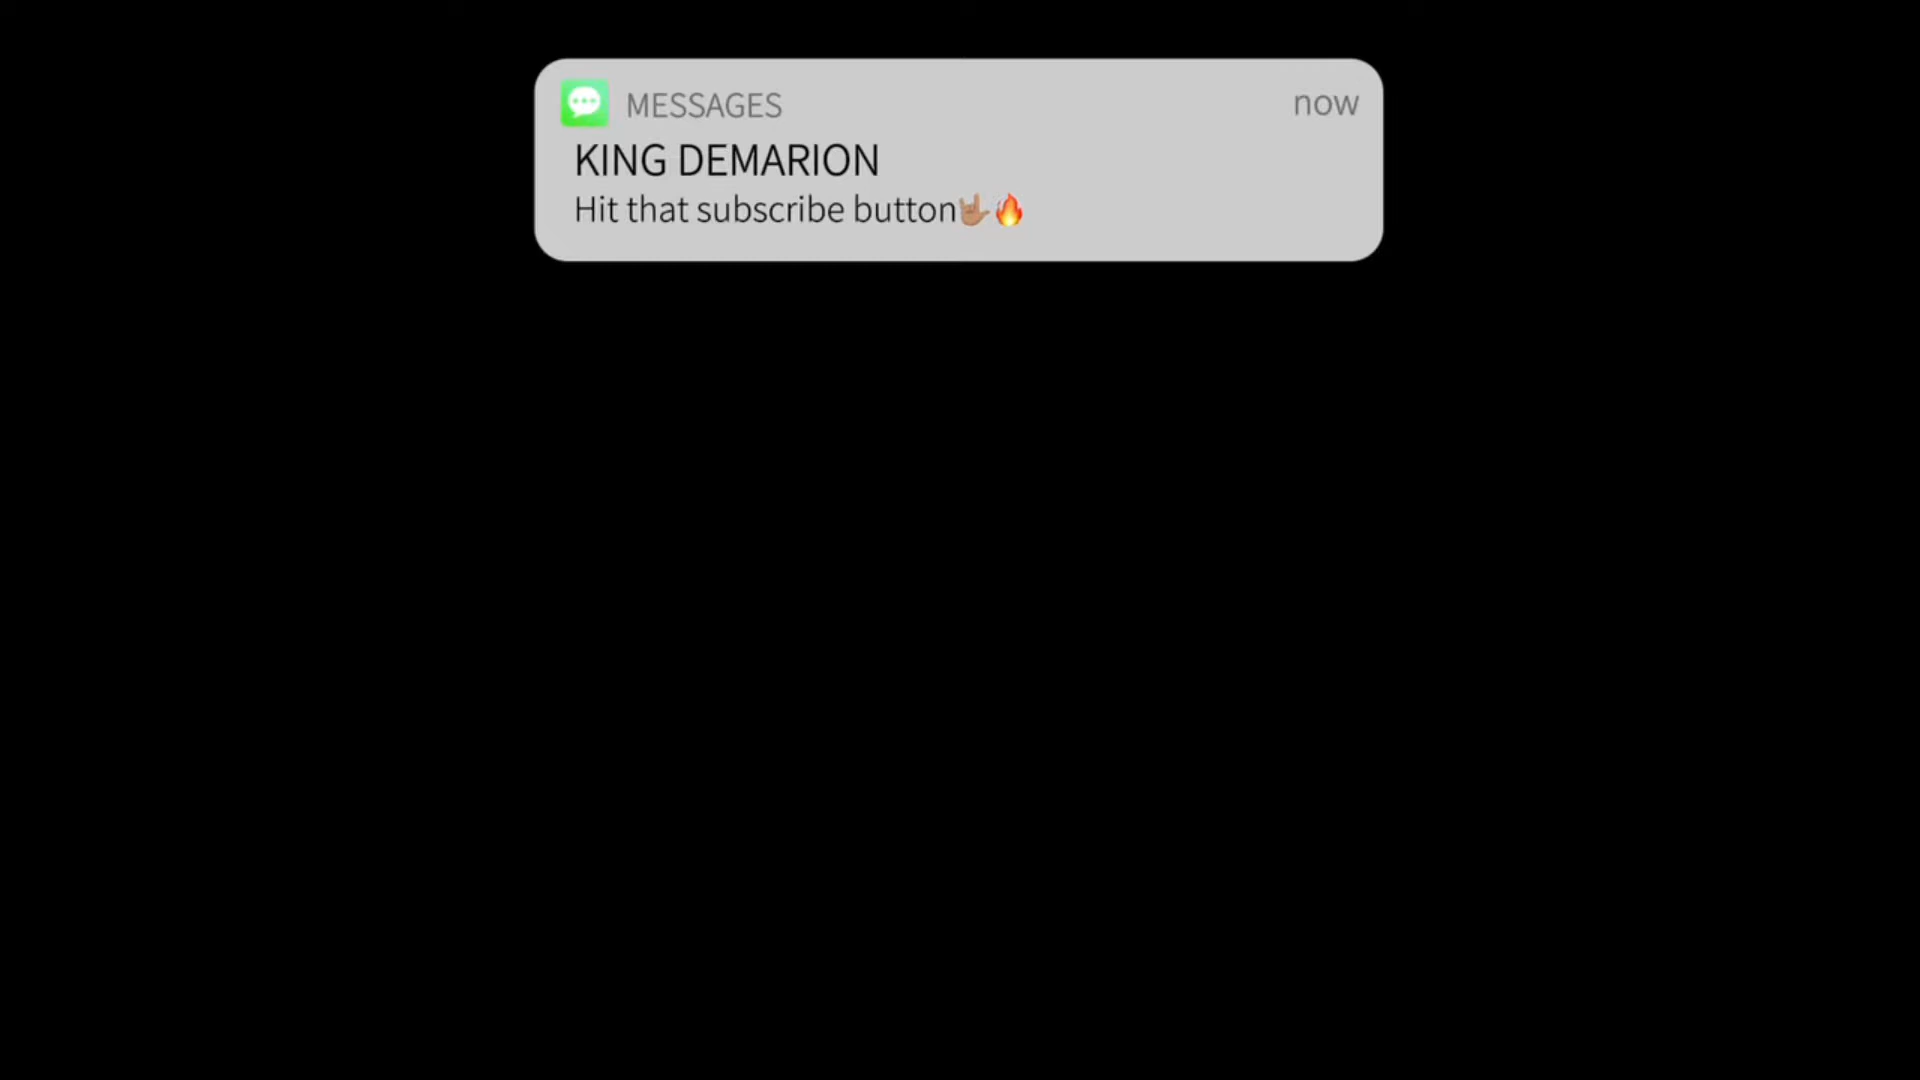 MESSAGES now
KING DEMARION
Hit that subscribe button🤟🏽🔥